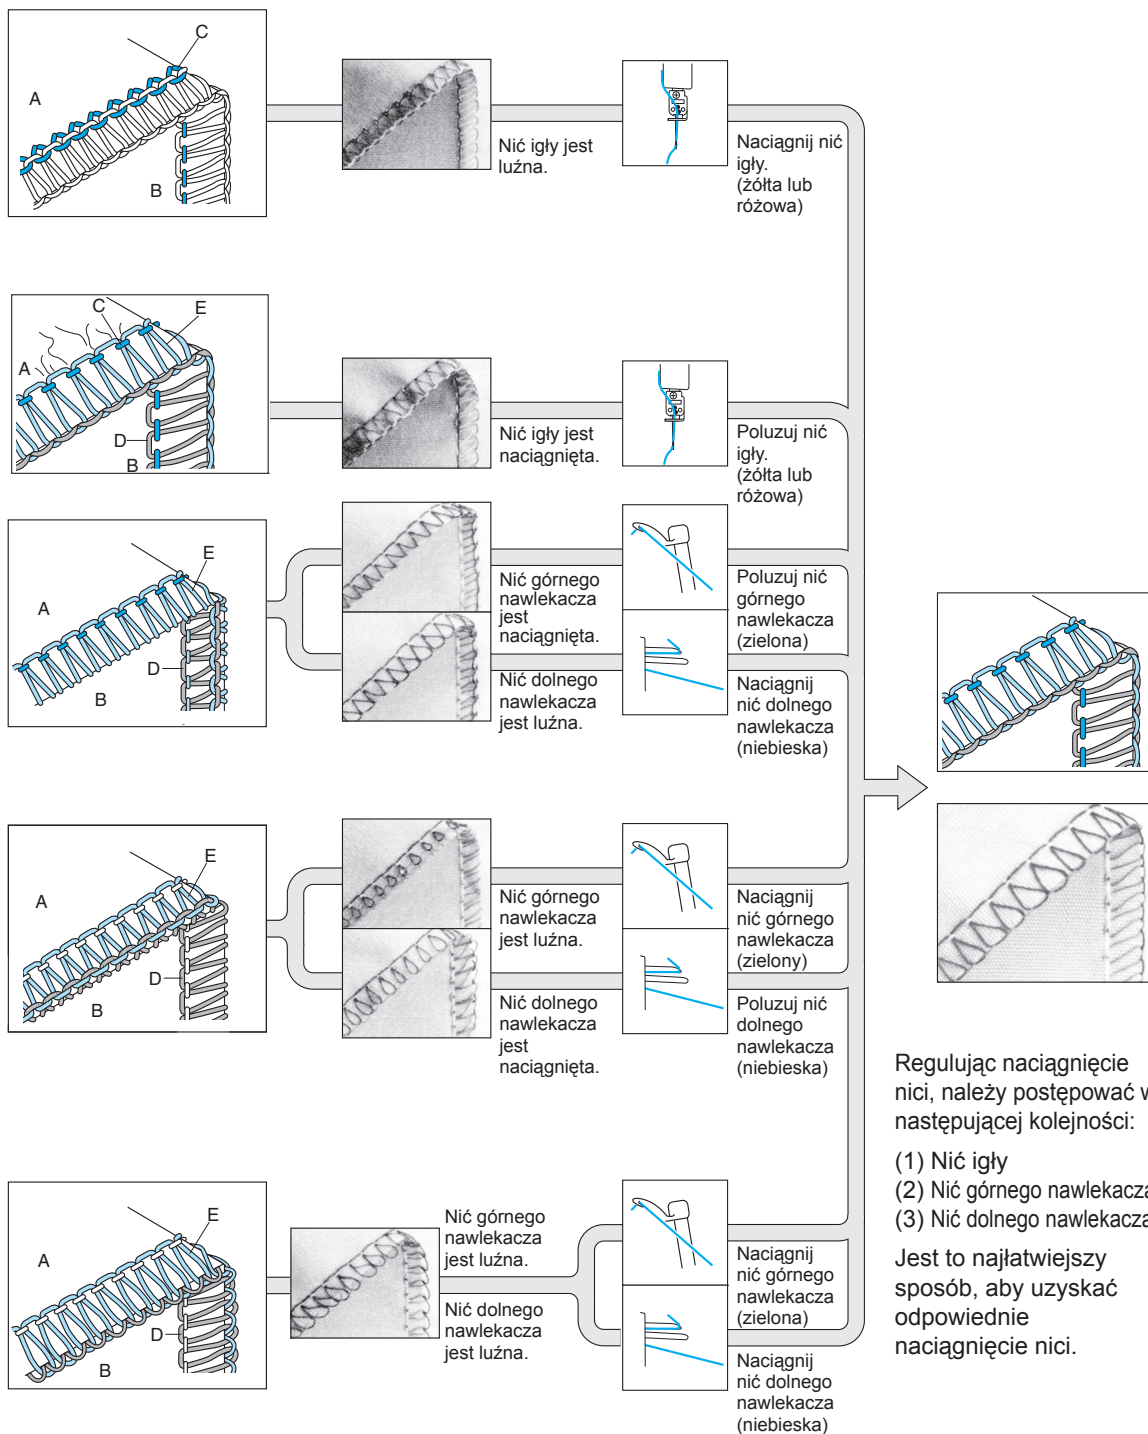 C
A
B
Nić igły jest
luźna.
Naciągnij nić
igły.
(żółta lub
różowa)
C
E
A
D
B
Nić igły jest
naciągnięta.
Poluzuj nić
igły.
(żółta lub
różowa)
E
A
D
B
Nić górnego
nawlekacza
jest
naciągnięta.
Poluzuj nić
górnego
nawlekacza
(zielona)
Nić dolnego
nawlekacza
jest luźna.
Naciągnij
nić dolnego
nawlekacza
(niebieska)
E
A
D
B
Nić górnego
nawlekacza
jest luźna.
Naciągnij
nić górnego
nawlekacza
(zielony)
Nić dolnego
nawlekacza
jest
naciągnięta.
Poluzuj nić
dolnego
nawlekacza
(niebieska)
E
A
D
B
Nić górnego
nawlekacza
jest luźna.
Nić dolnego
nawlekacza
jest luźna.
Naciągnij
nić górnego
nawlekacza
(zielona)
Naciągnij
nić dolnego
nawlekacza
(niebieska)
Regulując naciągnięcie
nici, należy postępować w
następującej kolejności:
(1) Nić igły
(2) Nić górnego nawlekacza
(3) Nić dolnego nawlekacza
Jest to najłatwiejszy
sposób, aby uzyskać
odpowiednie
naciągnięcie nici.